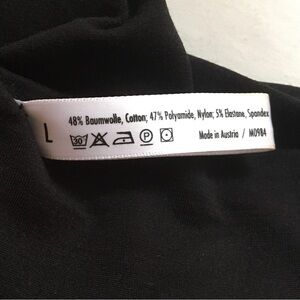 L
48% Baumwolle, Cotton; 47% Polyamide, Nylon; 5% Elastane, Spandex
30
P
Made in Austria / M0984